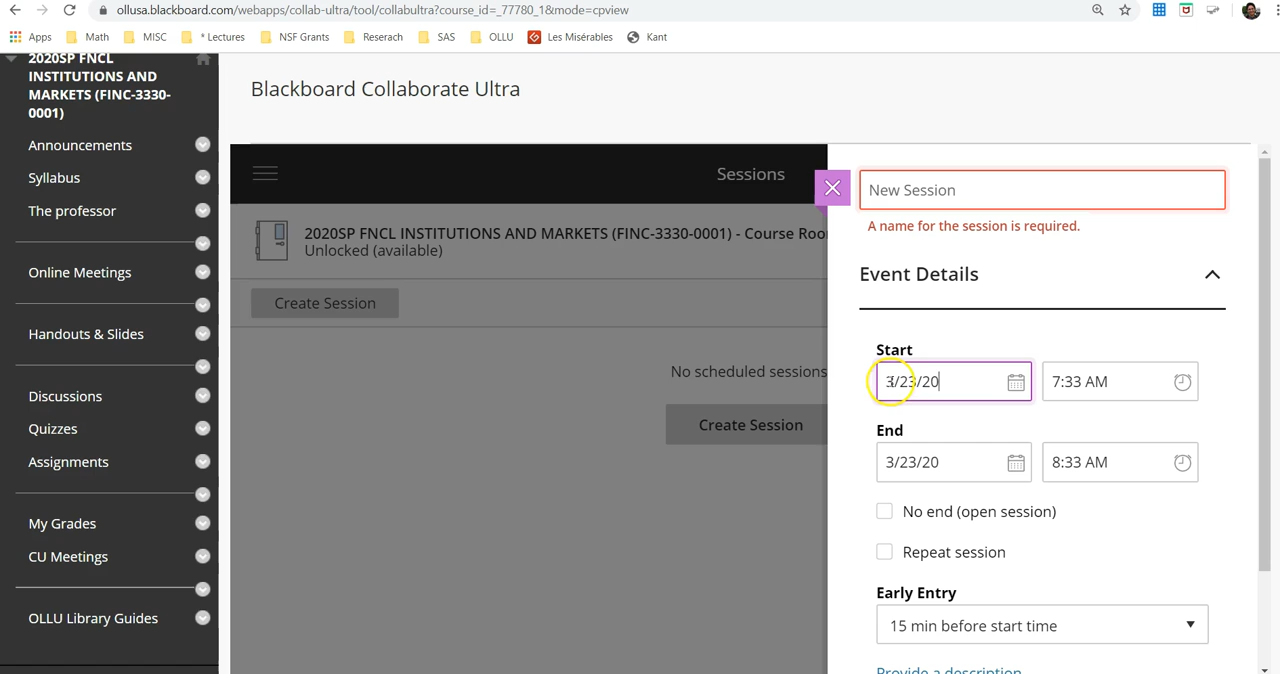 ollusa.blackboard.com/webapps/collab-ultra/tool/collabultra?course_id=_77780_1&mode=cpview
Apps Math MISC * Lectures NSF Grants Reserach SAS OLLU Les Misérables Kant
2020SP FNCL
INSTITUTIONS AND
MARKETS (FINC-3330-
0001)
Announcements
Syllabus
The professor
Online Meetings
Handouts & Slides
Discussions
Quizzes
Assignments
My Grades
CU Meetings
OLLU Library Guides
Blackboard Collaborate Ultra
Sessions
2020SP FNCL INSTITUTIONS AND MARKETS (FINC-3330-0001) - Course Roo
Unlocked (available)
Create Session
No scheduled sessions
Create Session
New Session
A name for the session is required.
Event Details
Start
3/23/20 7:33 AM
End
3/23/20 8:33 AM
No end (open session)
Repeat session
Early Entry
15 min before start time
Provide a description